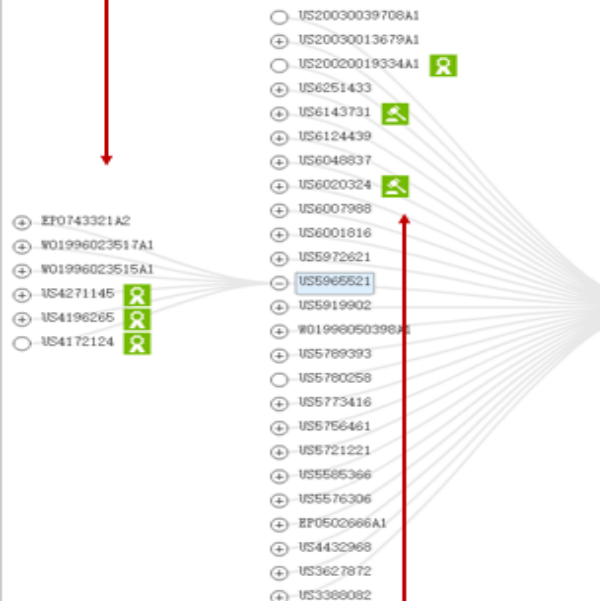 US20030039708A1
US20030013679A1
US20020019334A1
US6251433
US6143731
US6124439
US6048837
US6020324
US6007988
US6001816
US5972621
US5965521
US5919902
WO1998050398A1
US5789393
US5780258
US5773416
US5756461
US5721221
US5585366
US5576306
EP0502666A1
US4432968
US3627872
US3388082
EP0743321A2
WO1996023517A1
WO1996023515A1
US4271145
US4196265
US4172124